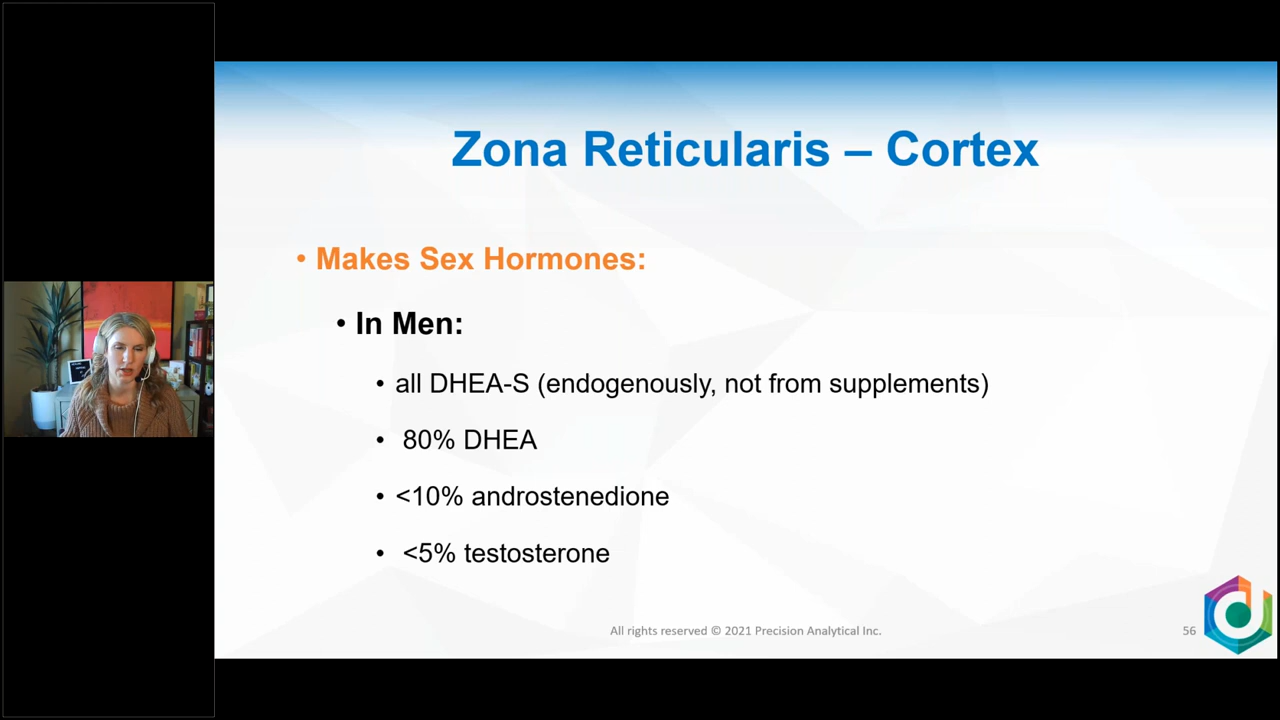 Zona Reticularis – Cortex
• Makes Sex Hormones:
• In Men:
• all DHEA-S (endogenously, not from supplements)
• 80% DHEA
• <10% androstenedione
• <5% testosterone
All rights reserved © 2021 Precision Analytical Inc.
56
d